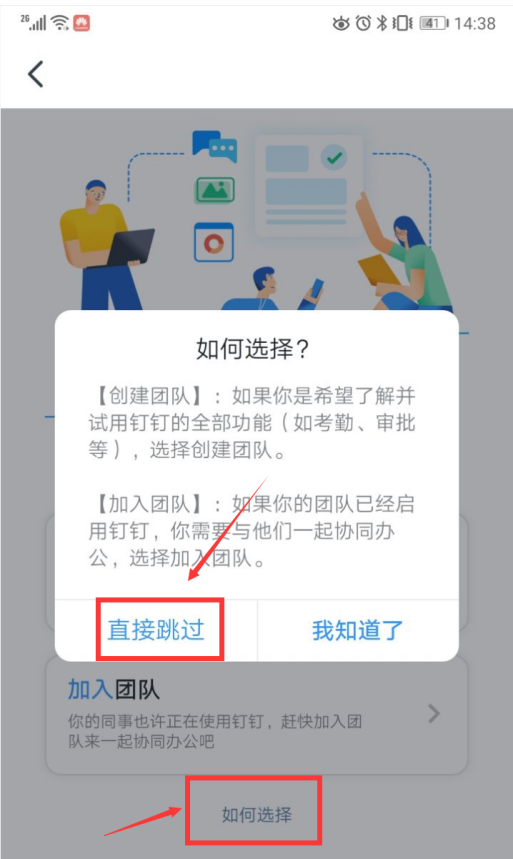 2G
41
14:38
如何选择？
【创建团队】：如果你是希望了解并
试用钉钉的全部功能（如考勤、审批
等），选择创建团队。
【加入团队】：如果你的团队已经启
用钉钉，你需要与他们一起协同办
公，选择加入团队。
直接跳过
我知道了
加入团队
你的同事也许正在使用钉钉，赶快加入团
队来一起协同办公吧
如何选择